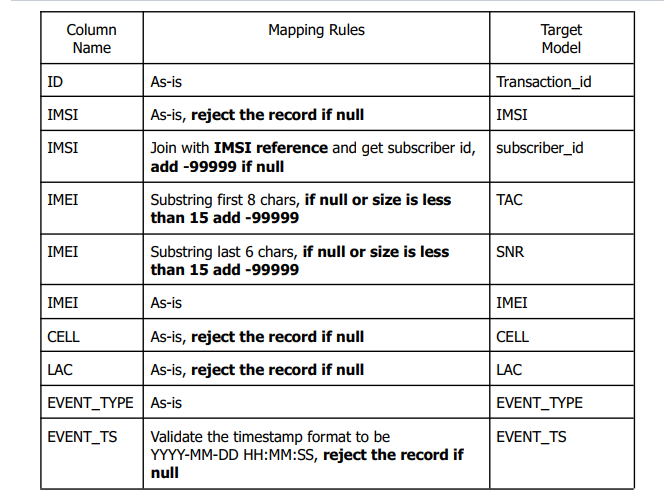 Column Name Mapping Rules Target Model
ID As-is Transaction_id
IMSI As-is, reject the record if null IMSI
IMSI Join with IMSI reference and get subscriber id, subscriber_id
add -99999 if null
IMEI Substring first 8 chars, if null or size is less TAC
than 15 add -99999
IMEI Substring last 6 chars, if null or size is less SNR
than 15 add -99999
IMEI As-is IMEI
CELL As-is, reject the record if null CELL
LAC As-is, reject the record if null LAC
EVENT_TYPE As-is EVENT_TYPE
EVENT_TS Validate the timestamp format to be EVENT_TS
YYYY-MM-DD HH:MM:SS, reject the record if
null